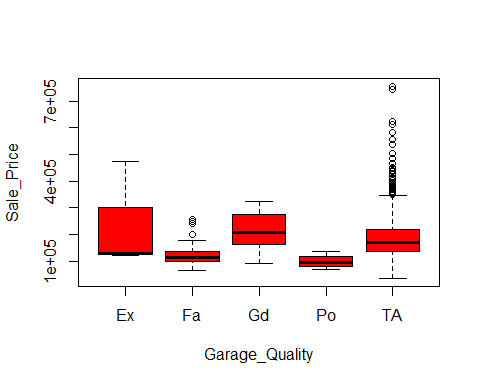 Sale_Price
7e+05
4e+05
1e+05
Ex Fa Gd Po TA
Garage_Quality